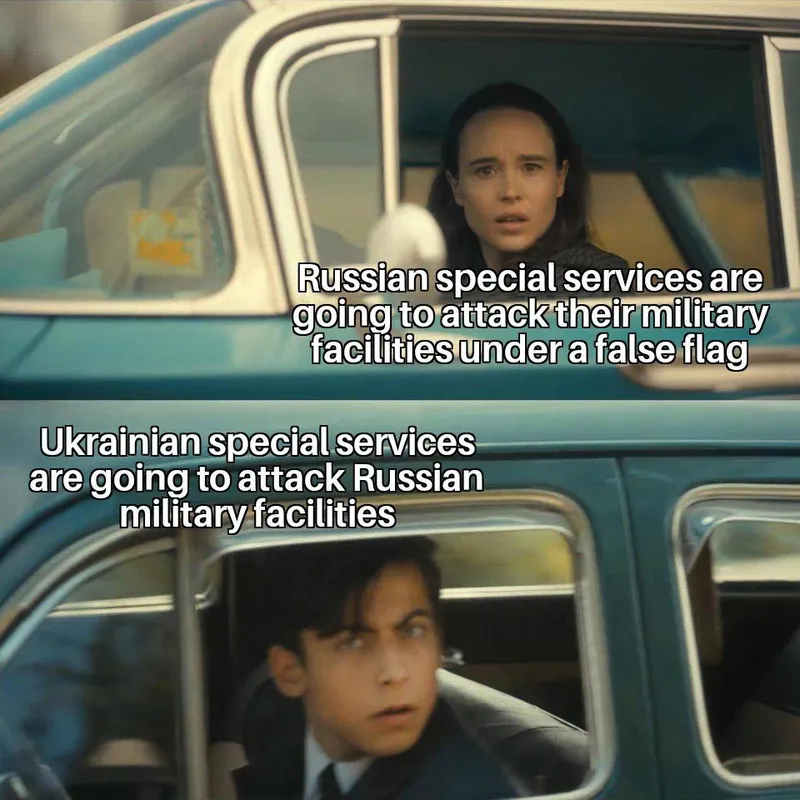 Russian special services are
going to attack their military
facilities under a false flag
Ukrainian special services
are going to attack Russian
military facilities